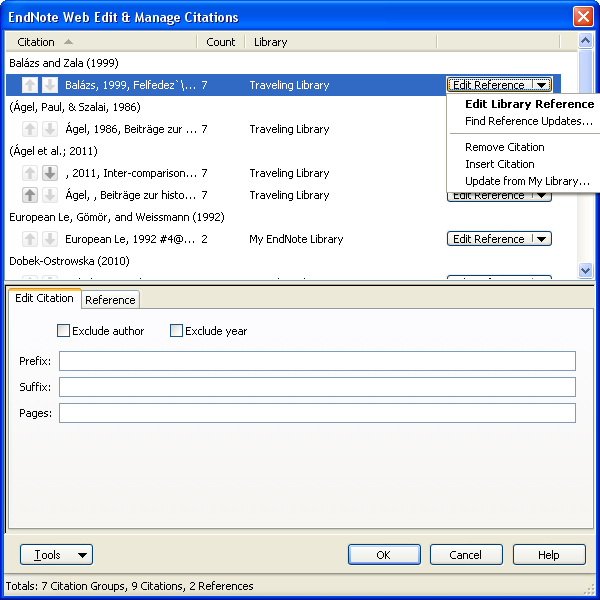 EndNote Web Edit & Manage Citations
Citation Count Library
Balázs and Zala (1999)
Balázs, 1999, Felfedez`\... 7 Traveling Library Edit Reference
Edit Library Reference
Find Reference Updates...
Remove Citation
Insert Citation
Update from My Library...
(Ágel, Paul, & Szalai, 1986)
Ágel, 1986, Beiträge zur ... 7 Traveling Library
(Ágel et al.; 2011)
, 2011, Inter-comparison... 7 Traveling Library
Ágel, , Beiträge zur histo... 7 Traveling Library Edit Reference
European Le, Gömör, and Weissmann (1992)
European Le, 1992 #4@... 2 My EndNote Library Edit Reference
Dobek-Ostrowska (2010)
Edit Citation Reference
Exclude author Exclude year
Prefix:
Suffix:
Pages:
Tools OK Cancel Help
Totals: 7 Citation Groups, 9 Citations, 2 References